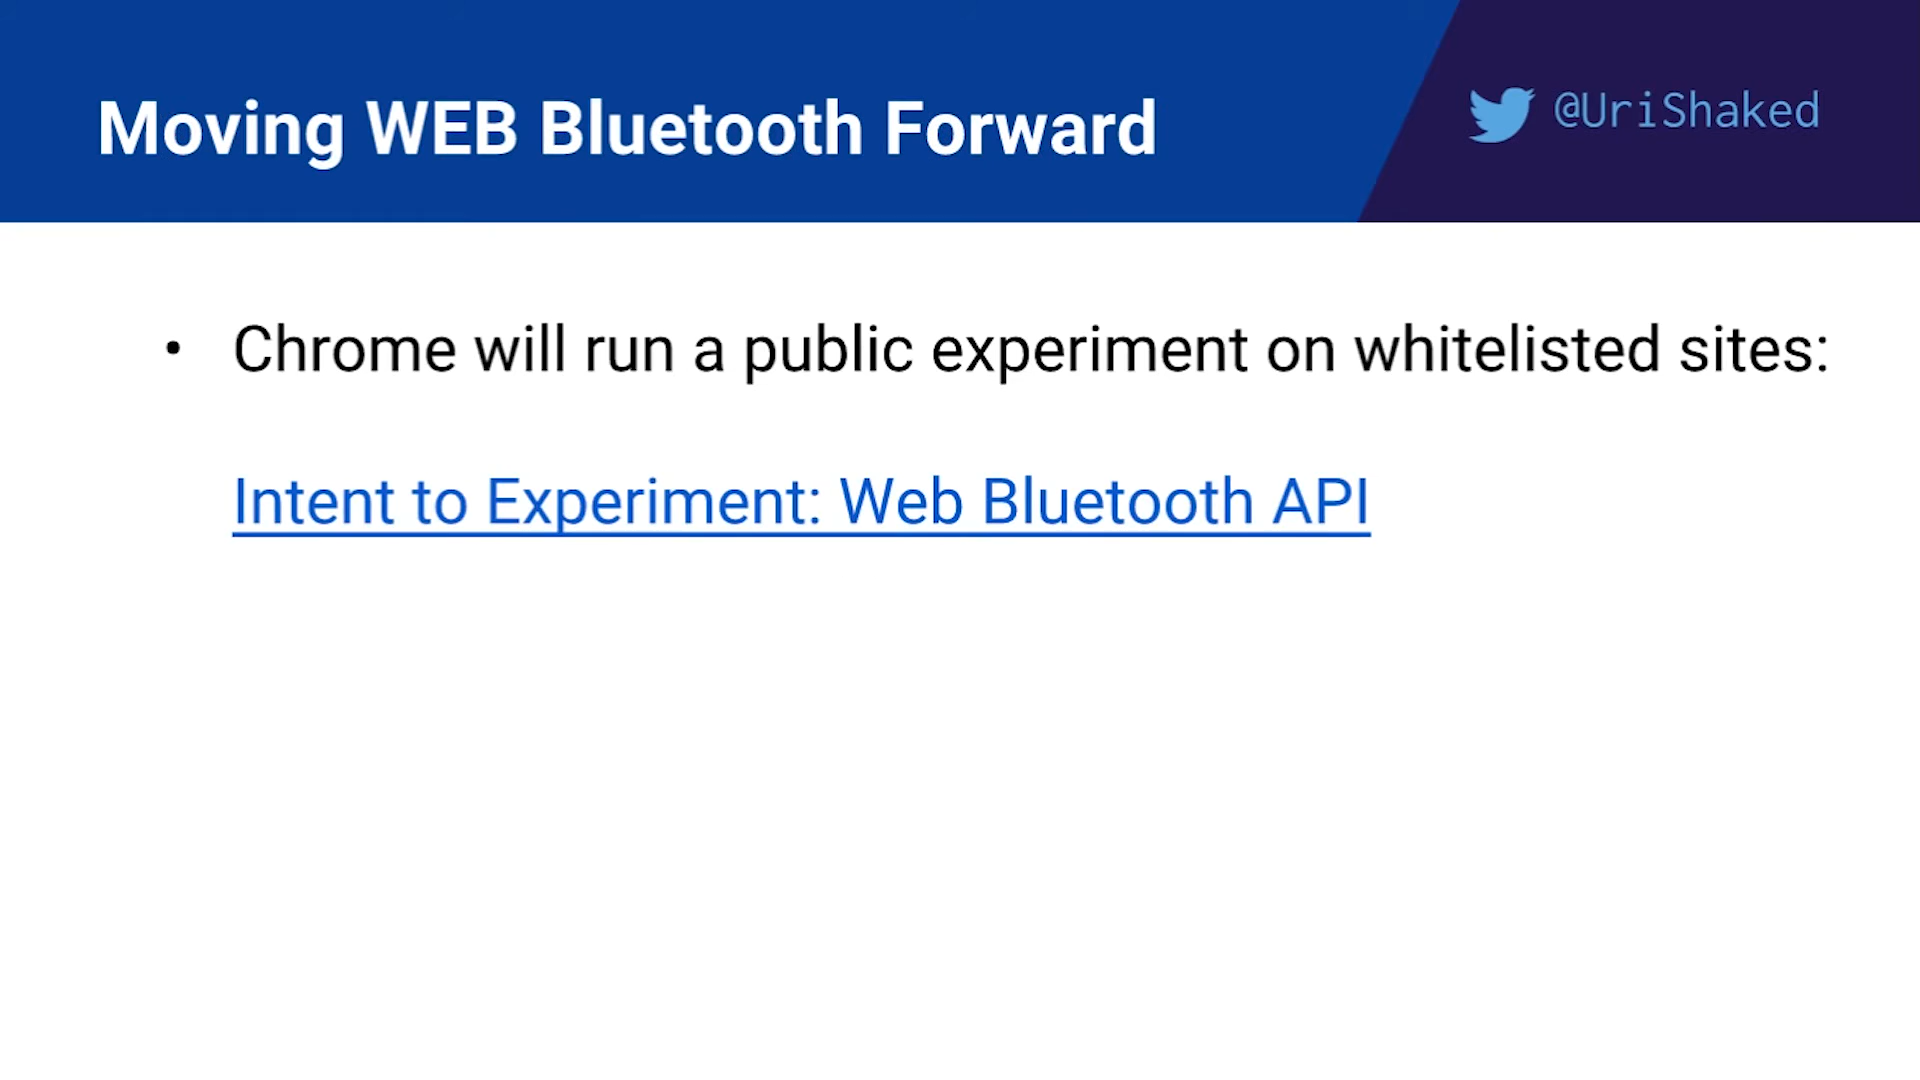 Moving WEB Bluetooth Forward
@UriShaked
• Chrome will run a public experiment on whitelisted sites:
Intent to Experiment: Web Bluetooth API